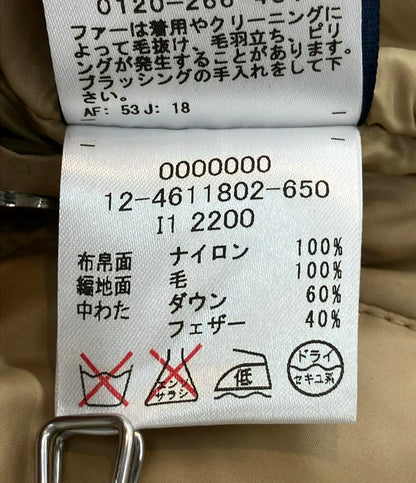 ファーは着用やクリーニングに
よって毛抜け、毛羽立ち、ピリ
ングが発生することがあります。
ブラッシングの手入れをして下
さい。
AF: 53 J: 18
0000000
12-4611802-650
I1 2200
布帛面 ナイロン 100%
編地面 毛 100%
中わた ダウン 60%
フェザー 40%
エンソ サラシ 低 ドライ セキユ系